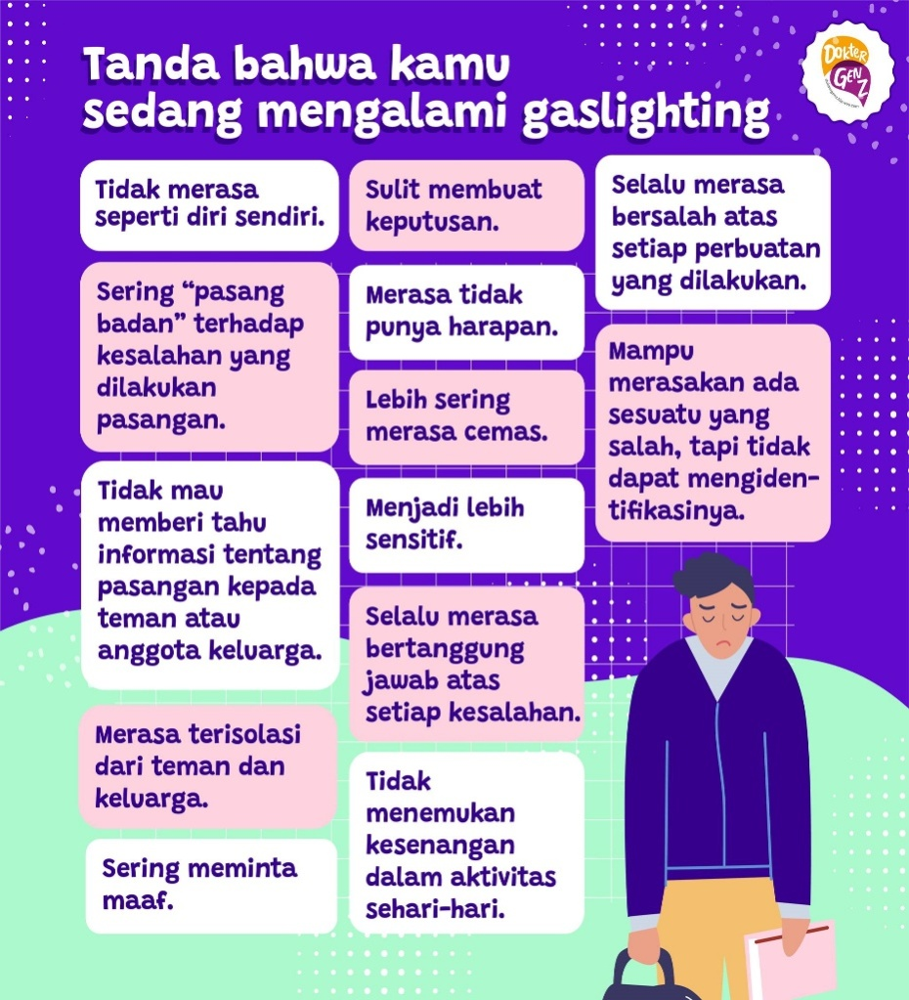 Tanda bahwa kamu
sedang mengalami gaslighting
DOKTER
GEN
Z
Tidak merasa
seperti diri sendiri.
Sering “pasang
badan” terhadap
kesalahan yang
dilakukan
pasangan.
Tidak mau
memberi tahu
informasi tentang
pasangan kepada
teman atau
anggota keluarga.
Merasa terisolasi
dari teman dan
keluarga.
Sering meminta
maaf.
Sulit membuat
keputusan.
Merasa tidak
punya harapan.
Lebih sering
merasa cemas.
Menjadi lebih
sensitif.
Selalu merasa
bertanggung
jawab atas
setiap kesalahan.
Tidak
menemukan
kesenangan
dalam aktivitas
sehari-hari.
Selalu merasa
bersalah atas
setiap perbuatan
yang dilakukan.
Mampu
merasakan ada
sesuatu yang
salah, tapi tidak
dapat mengiden-
tifikasinya.